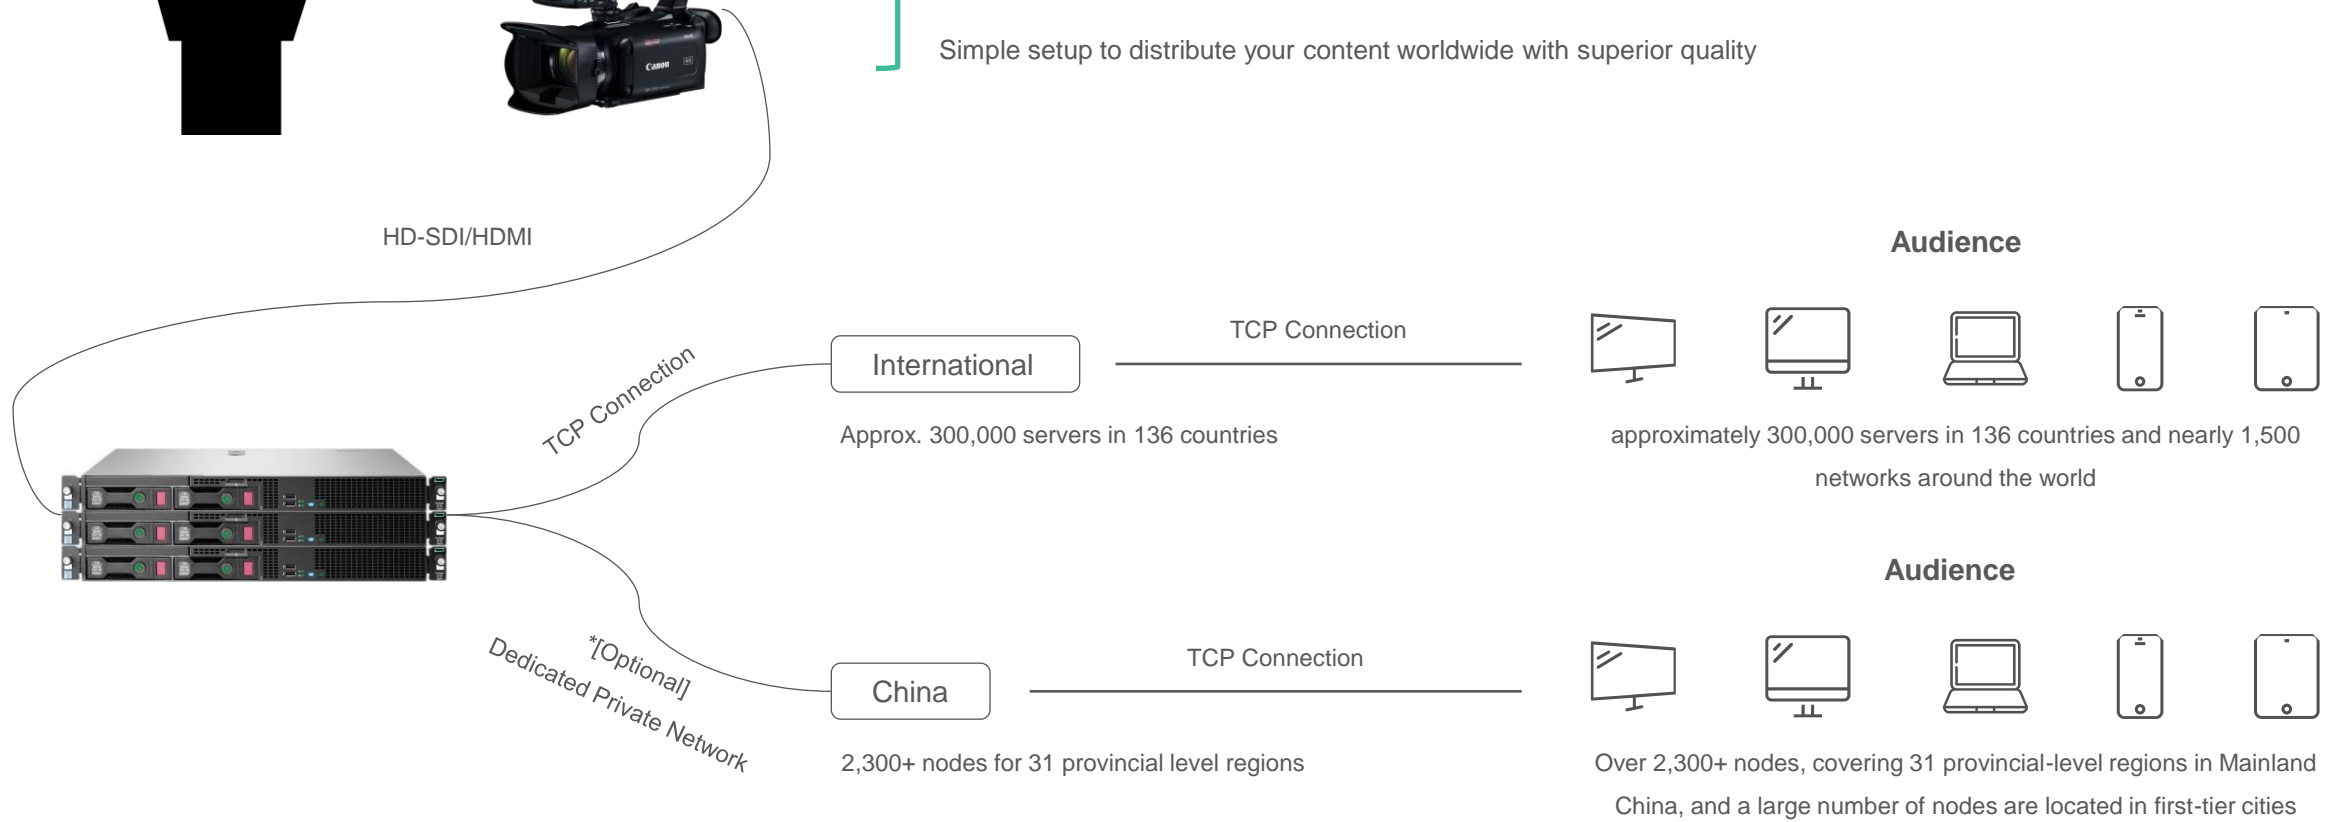 Simple setup to distribute your content worldwide with superior quality
Canon
HD-SDI/HDMI
Audience
TCP Connection
International
TCP Connection
Approx. 300,000 servers in 136 countries
approximately 300,000 servers in 136 countries and nearly 1,500
networks around the world
Audience
*[Optional]
Dedicated Private Network
China
TCP Connection
2,300+ nodes for 31 provincial level regions
Over 2,300+ nodes, covering 31 provincial-level regions in Mainland
China, and a large number of nodes are located in first-tier cities